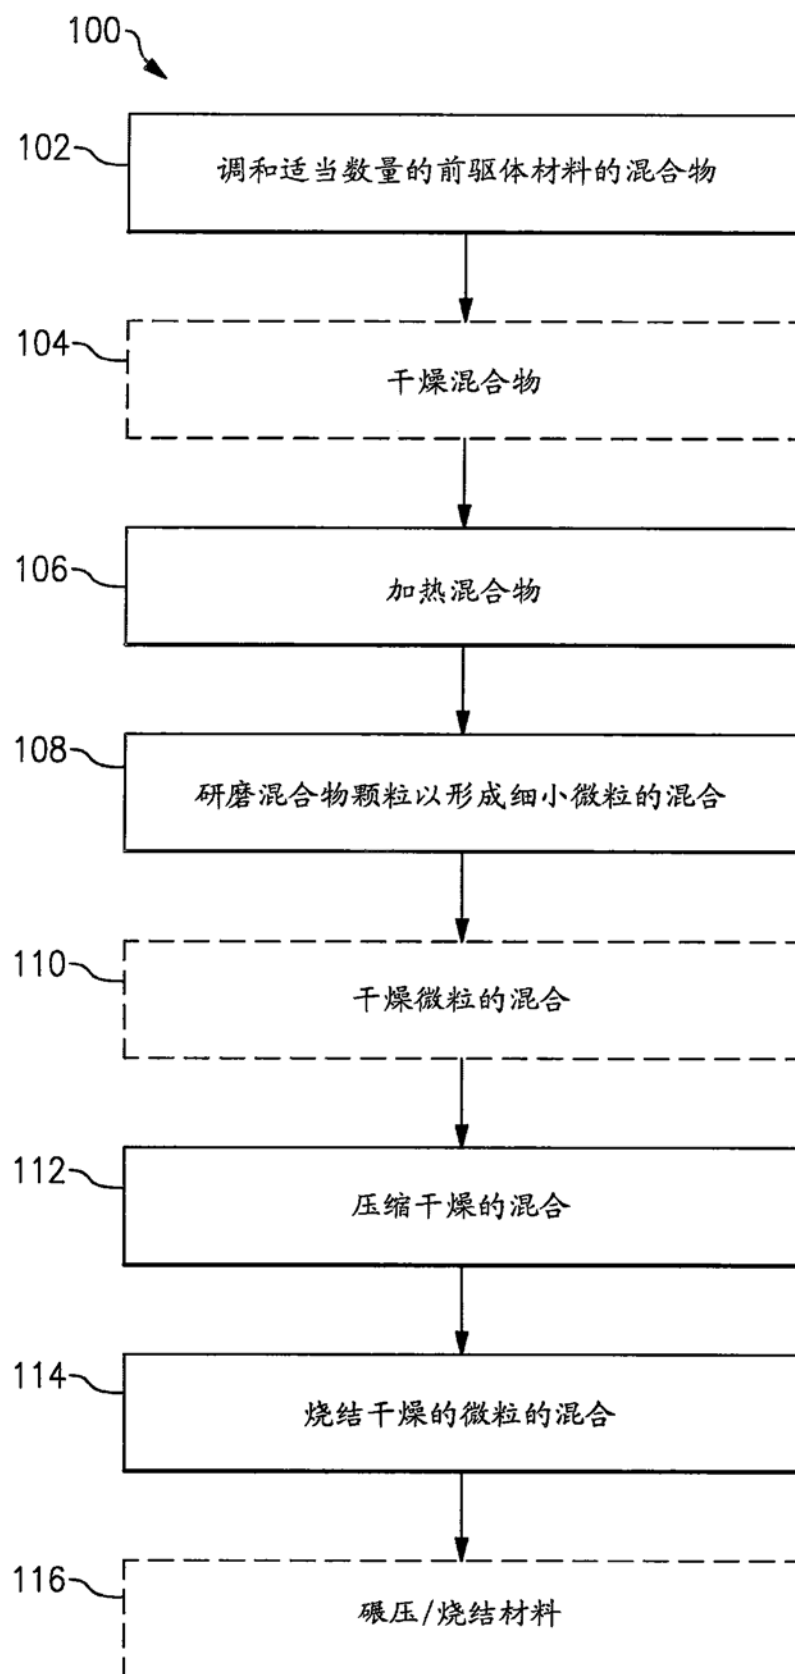 100
102
调和适当数量的前驱体材料的混合物
104
干燥混合物
106
加热混合物
108
研磨混合物颗粒以形成细小微粒的混合
110
干燥微粒的混合
112
压缩干燥的混合
114
烧结干燥的微粒的混合
116
碾压/烧结材料